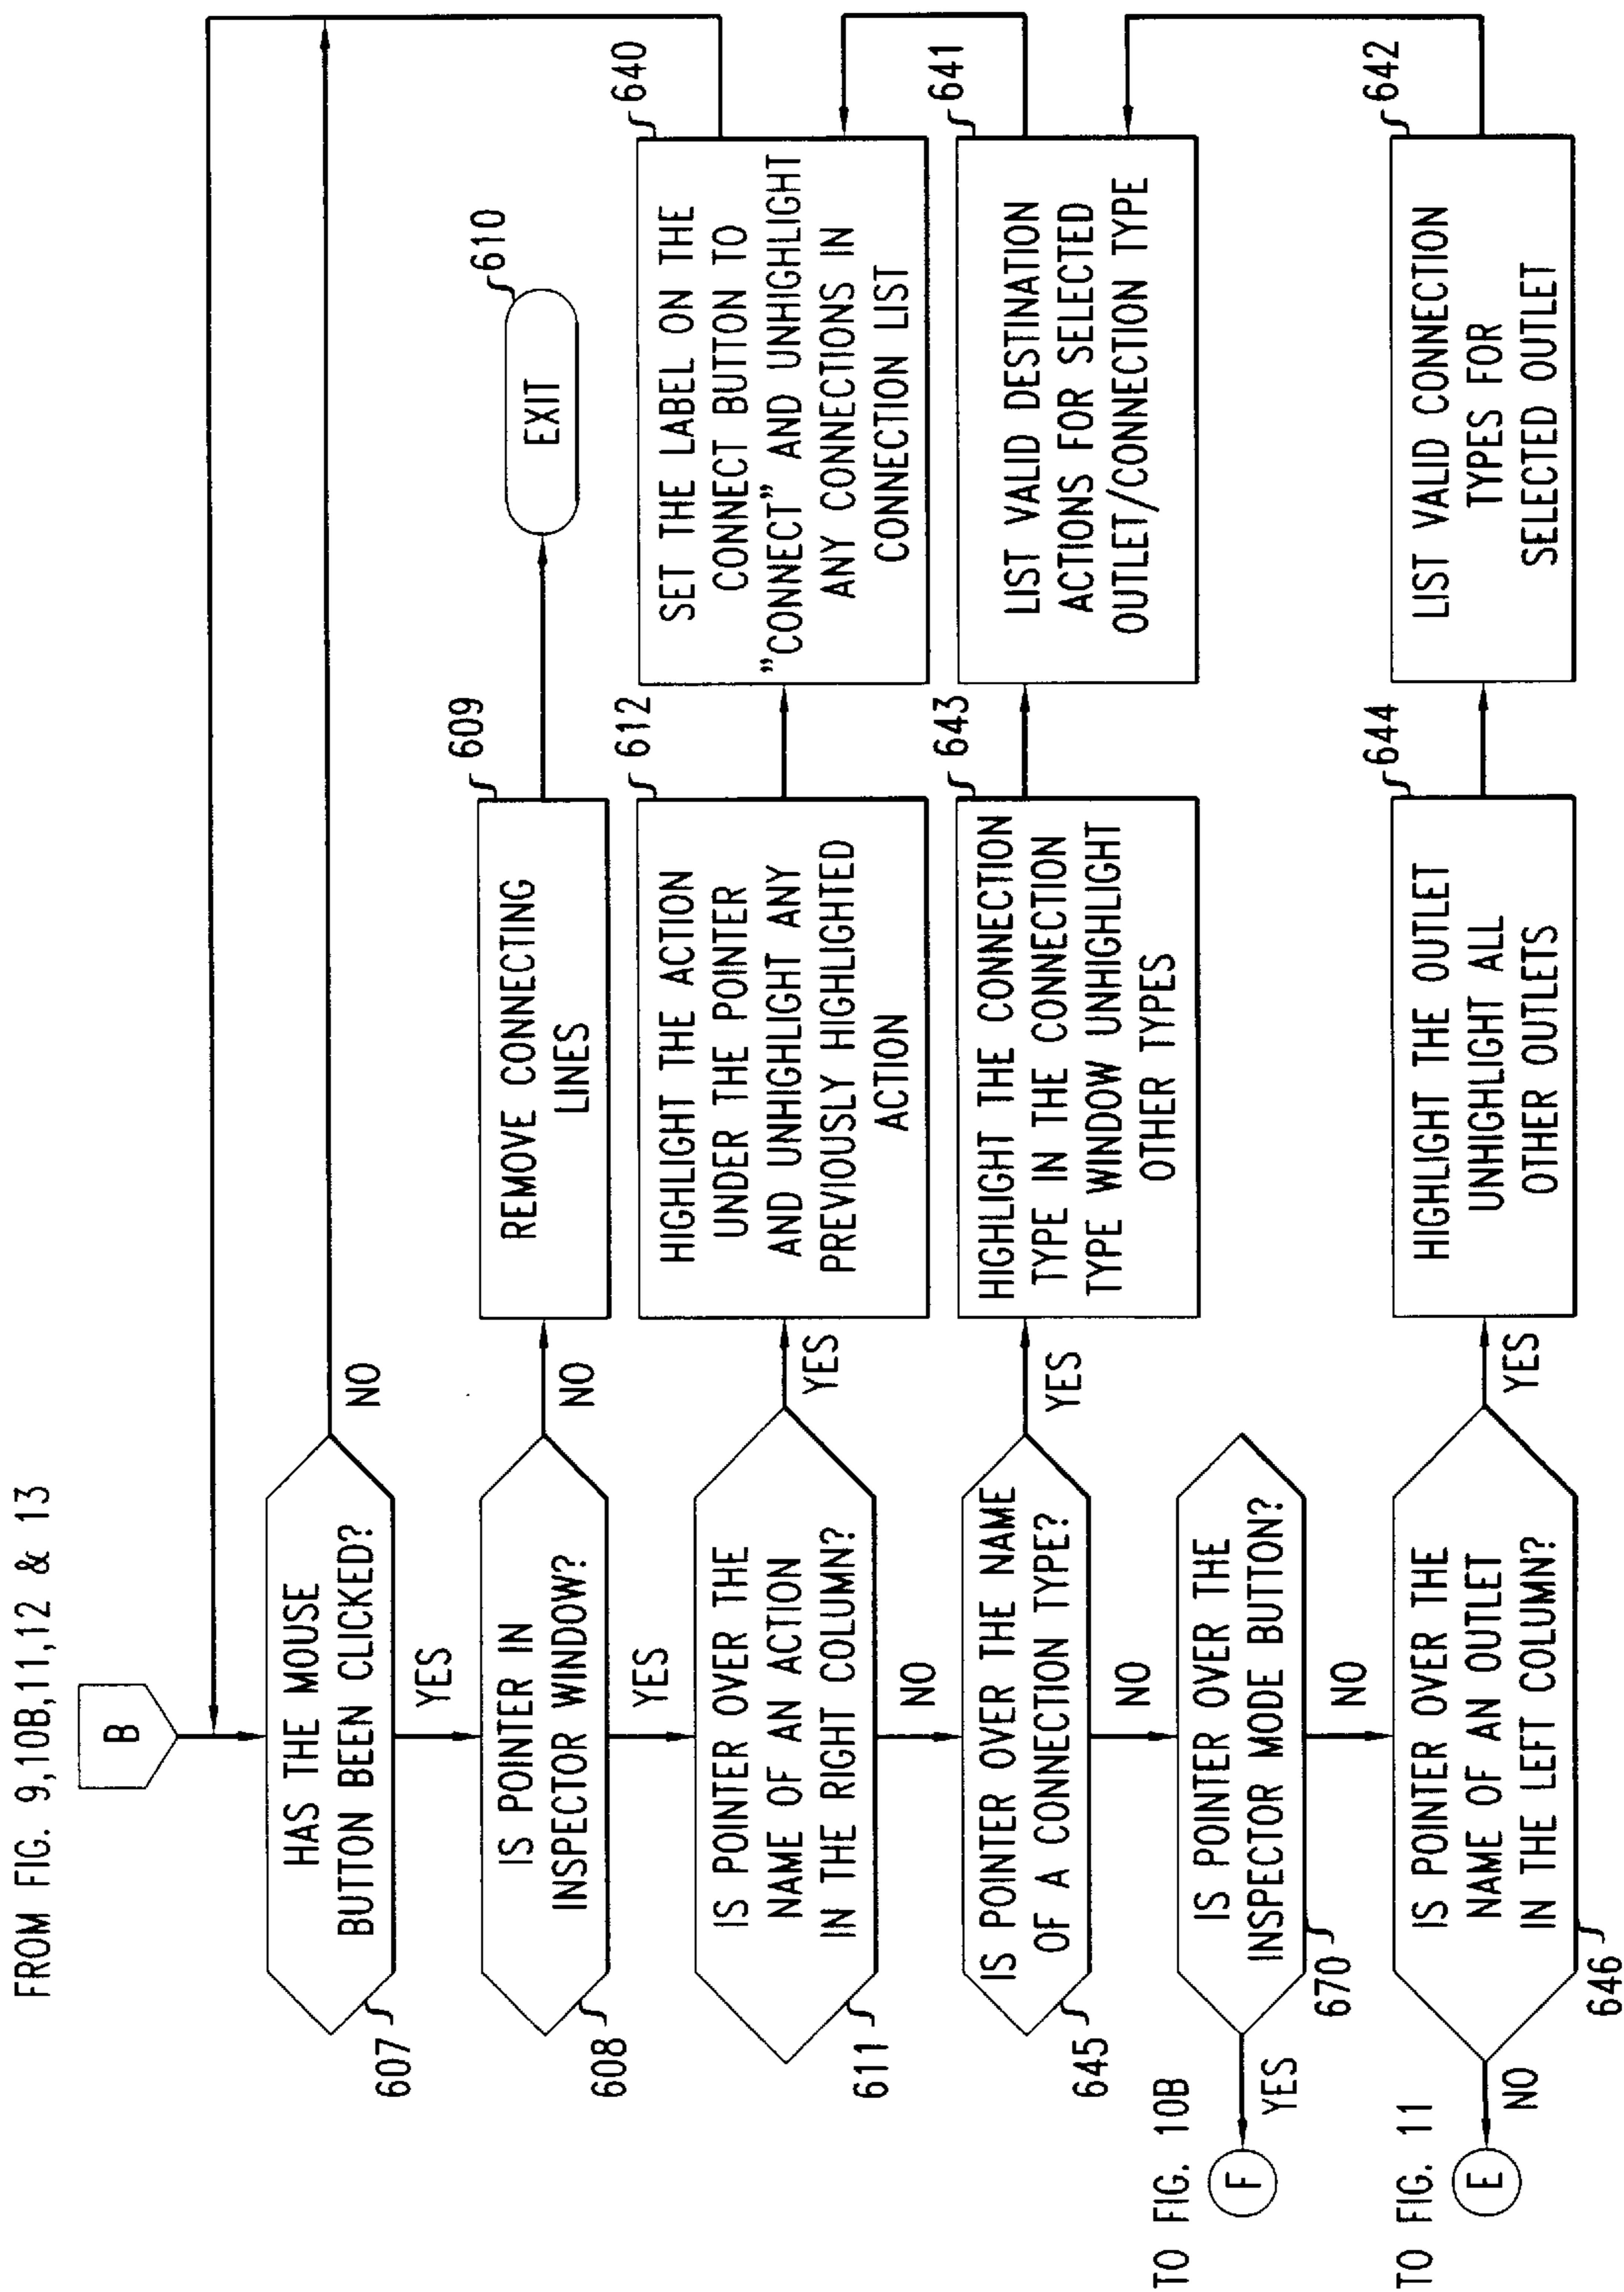 FROM FIG. 9,10B,11,12 & 13
B
HAS THE MOUSE
BUTTON BEEN CLICKED?
607
NO
YES
IS POINTER IN
INSPECTOR WINDOW?
608
NO
YES
REMOVE CONNECTING
LINES
609
EXIT
610
IS POINTER OVER THE
NAME OF AN ACTION
IN THE RIGHT COLUMN?
611
YES
NO
HIGHLIGHT THE ACTION
UNDER THE POINTER
AND UNHIGHLIGHT ANY
PREVIOUSLY HIGHLIGHTED
ACTION
612
SET THE LABEL ON THE
CONNECT BUTTON TO
"CONNECT" AND UNHIGHLIGHT
ANY CONNECTIONS IN
CONNECTION LIST
640
IS POINTER OVER THE NAME
OF A CONNECTION TYPE?
645
YES
NO
HIGHLIGHT THE CONNECTION
TYPE IN THE CONNECTION
TYPE WINDOW UNHIGHLIGHT
OTHER TYPES
643
LIST VALID DESTINATION
ACTIONS FOR SELECTED
OUTLET/CONNECTION TYPE
641
IS POINTER OVER THE
INSPECTOR MODE BUTTON?
670
YES
NO
TO FIG. 10B
F
IS POINTER OVER THE
NAME OF AN OUTLET
IN THE LEFT COLUMN?
646
YES
NO
TO FIG. 11
E
HIGHLIGHT THE OUTLET
UNHIGHLIGHT ALL
OTHER OUTLETS
644
LIST VALID CONNECTION
TYPES FOR
SELECTED OUTLET
642